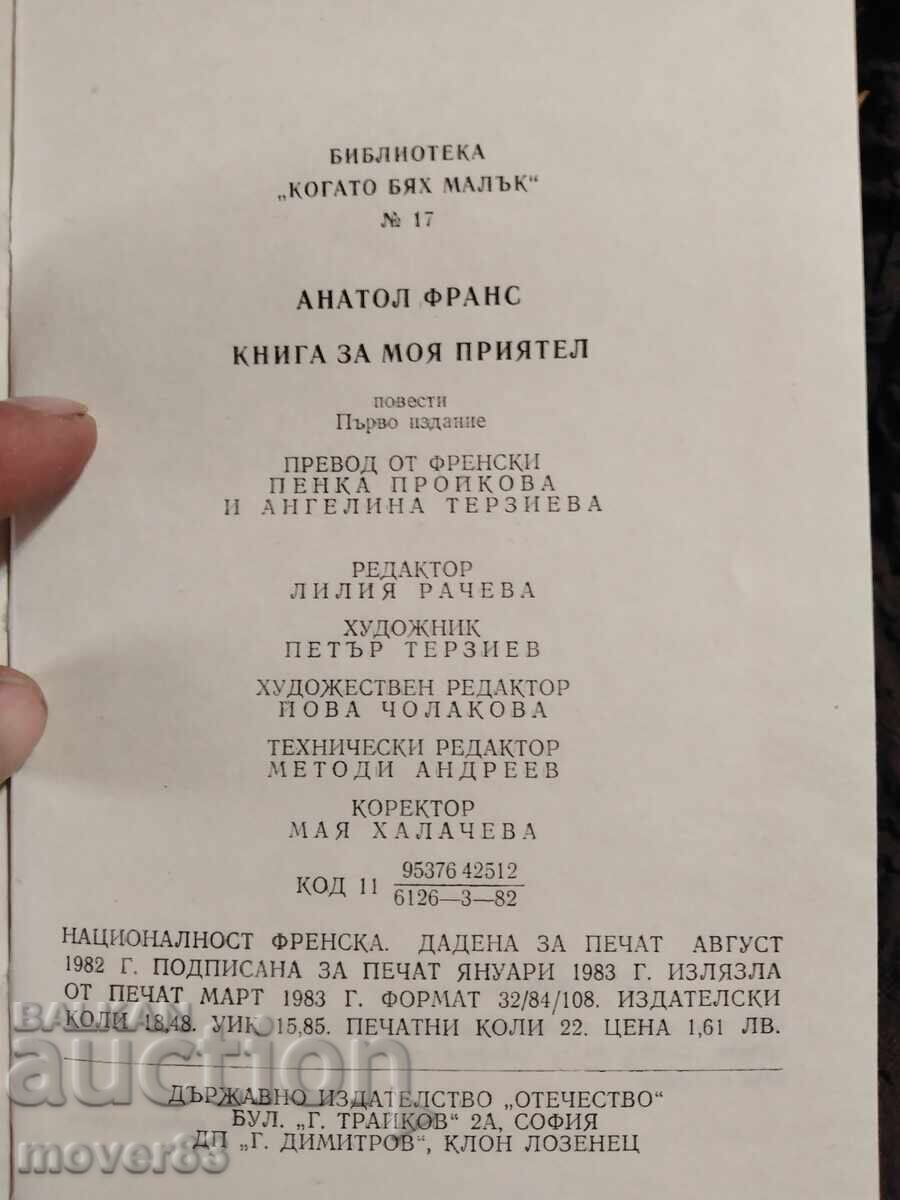 БИБЛИОТЕКА
„КОГАТО БЯХ МАЛЪК“
№ 17
АНАТОЛ ФРАНС
КНИГА ЗА МОЯ ПРИЯТЕЛ
повести
Първо издание
ПРЕВОД ОТ ФРЕНСКИ
ПЕНКА ПРОЙКОВА
И АНГЕЛИНА ТЕРЗИЕВА
РЕДАКТОР
ЛИЛИЯ РАЧЕВА
ХУДОЖНИК
ПЕТЪР ТЕРЗИЕВ
ХУДОЖЕСТВЕН РЕДАКТОР
ЙОВА ЧОЛАКОВА
ТЕХНИЧЕСКИ РЕДАКТОР
МЕТОДИ АНДРЕЕВ
КОРЕКТОР
МАЯ ХАЛАЧЕВА
КОД 11 95376 42512
6126—3—82
НАЦИОНАЛНОСТ ФРЕНСКА. ДАДЕНА ЗА ПЕЧАТ АВГУСТ
1982 Г. ПОДПИСАНА ЗА ПЕЧАТ ЯНУАРИ 1983 Г. ИЗЛЯЗЛА
ОТ ПЕЧАТ МАРТ 1983 Г. ФОРМАТ 32/84/108. ИЗДАТЕЛСКИ
КОЛИ 18,48. УИК 15,85. ПЕЧАТНИ КОЛИ 22. ЦЕНА 1,61 ЛВ.
ДЪРЖАВНО ИЗДАТЕЛСТВО „ОТЕЧЕСТВО“
БУЛ. „Г. ТРАЙКОВ“ 2А, СОФИЯ
ДП „Г. ДИМИТРОВ“, КЛОН ЛОЗЕНЕЦ
БАЛКАН
auction
mover83